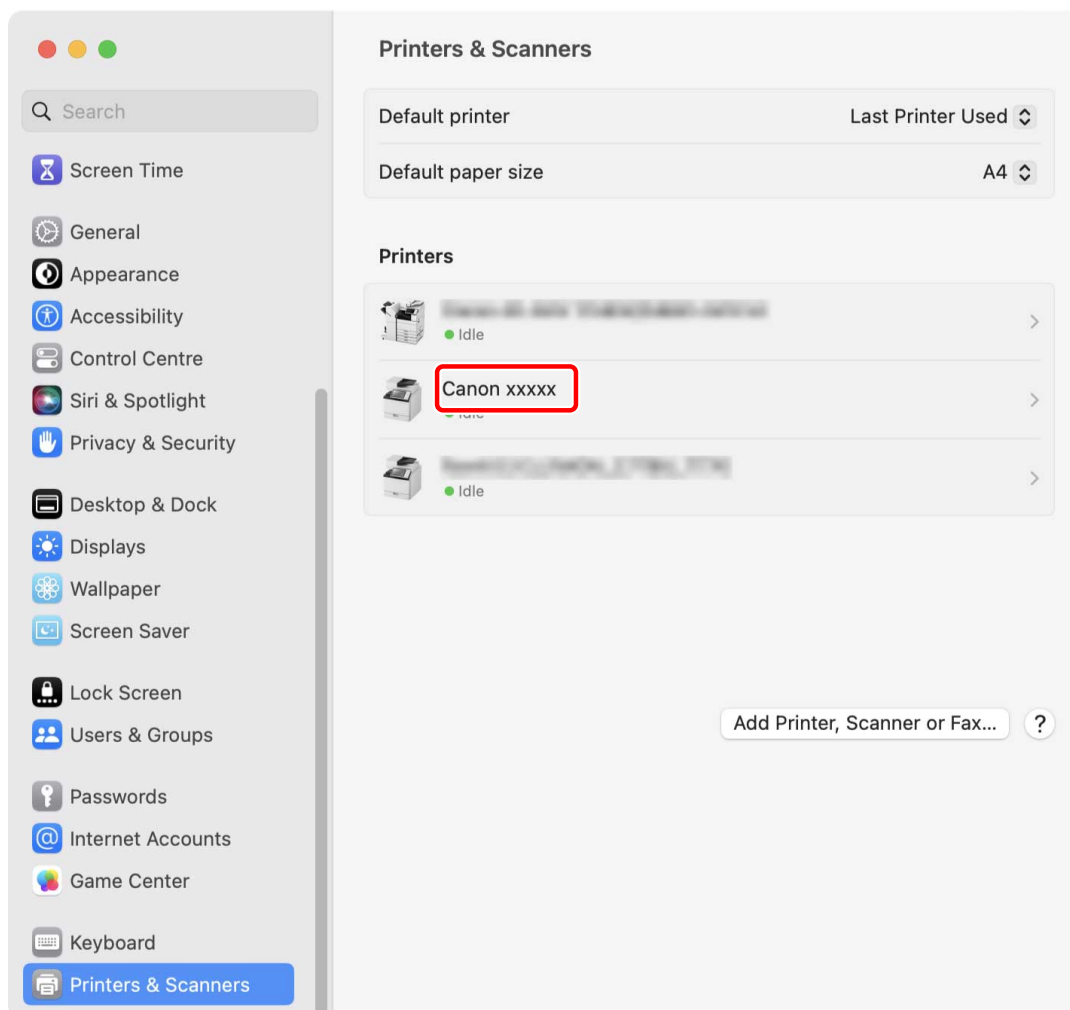 Search
Screen Time
General
Appearance
Accessibility
Control Centre
Siri & Spotlight
Privacy & Security
Desktop & Dock
Displays
Wallpaper
Screen Saver
Lock Screen
Users & Groups
Passwords
Internet Accounts
Game Center
Keyboard
Printers & Scanners
Printers & Scanners
Default printer Last Printer Used
Default paper size A4
Printers
Idle
Canon xxxxx
Idle
Add Printer, Scanner or Fax... ?